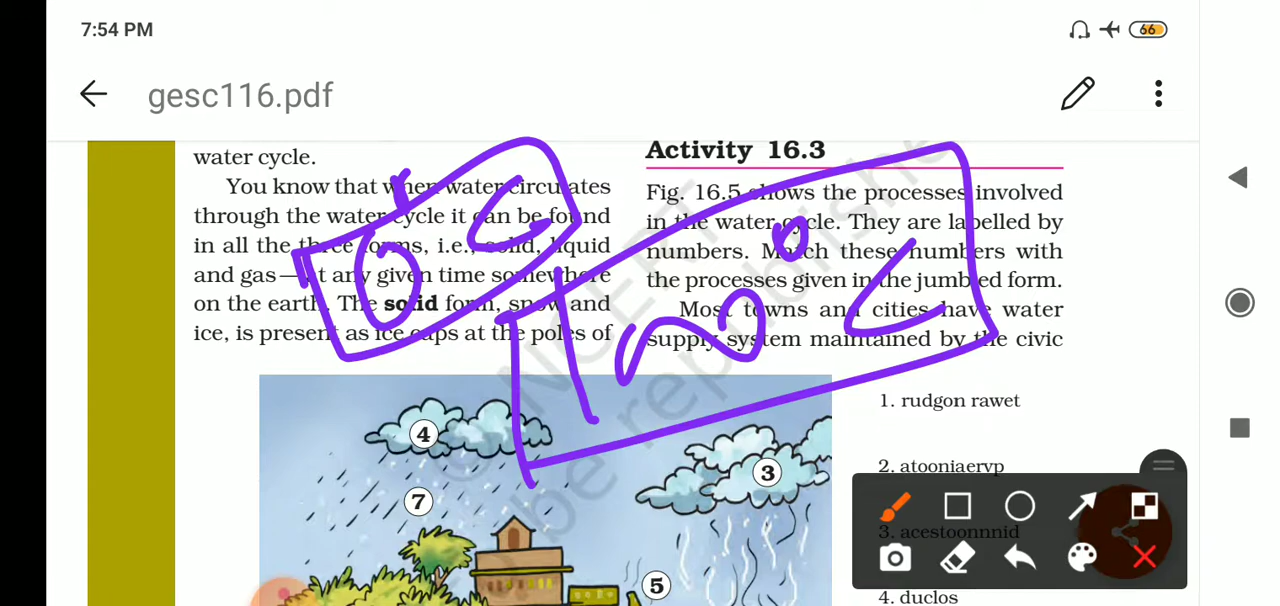 7:54 PM
66
gesc116.pdf
water cycle.
You know that when water circulates
through the water cycle it can be found
in all the three forms, i.e., solid, liquid
and gas—at any given time somewhere
on the earth. The solid form, snow and
ice, is present as ice caps at the poles of
Activity 16.3
Fig. 16.5 shows the processes involved
in the water cycle. They are labelled by
numbers. Match these numbers with
the processes given in the jumbled form.
Most towns and cities have water
supply system maintained by the civic
4
7
3
5
1. rudgon rawet
2. atooniaervp
3. acestoonnnid
4. duclos
NCERT
be republished